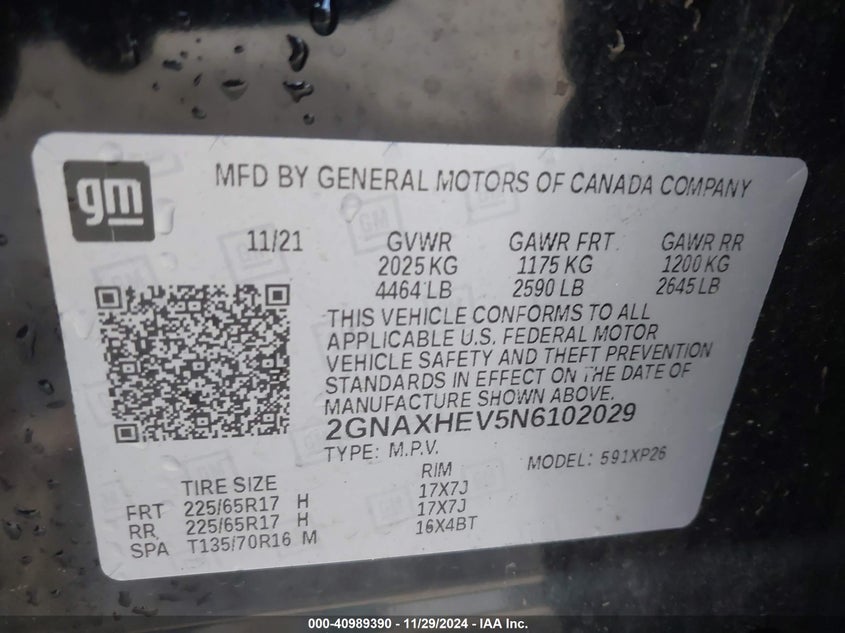 gm
MFD BY GENERAL MOTORS OF CANADA COMPANY
11/21 GVWR GAWR FRT. GAWR RR
2025 KG 1175 KG 1200 KG
4464 LB 2590 LB 2645 LB
THIS VEHICLE CONFORMS TO ALL
APPLICABLE U.S. FEDERAL MOTOR
VEHICLE SAFETY AND THEFT PREVENTION
STANDARDS IN EFFECT ON THE DATE OF
MANUFACTURE SHOWN ABOVE.
2GNAXHEV5N6102029
TYPE: M.P.V. MODEL: 591XP26
TIRE SIZE RIM
FRT 225/65R17 H 17X7J
RR 225/65R17 H 17X7J
SPA T135/70R16 M 16X4BT
000-40989390 - 11/29/2024 - IAA Inc.